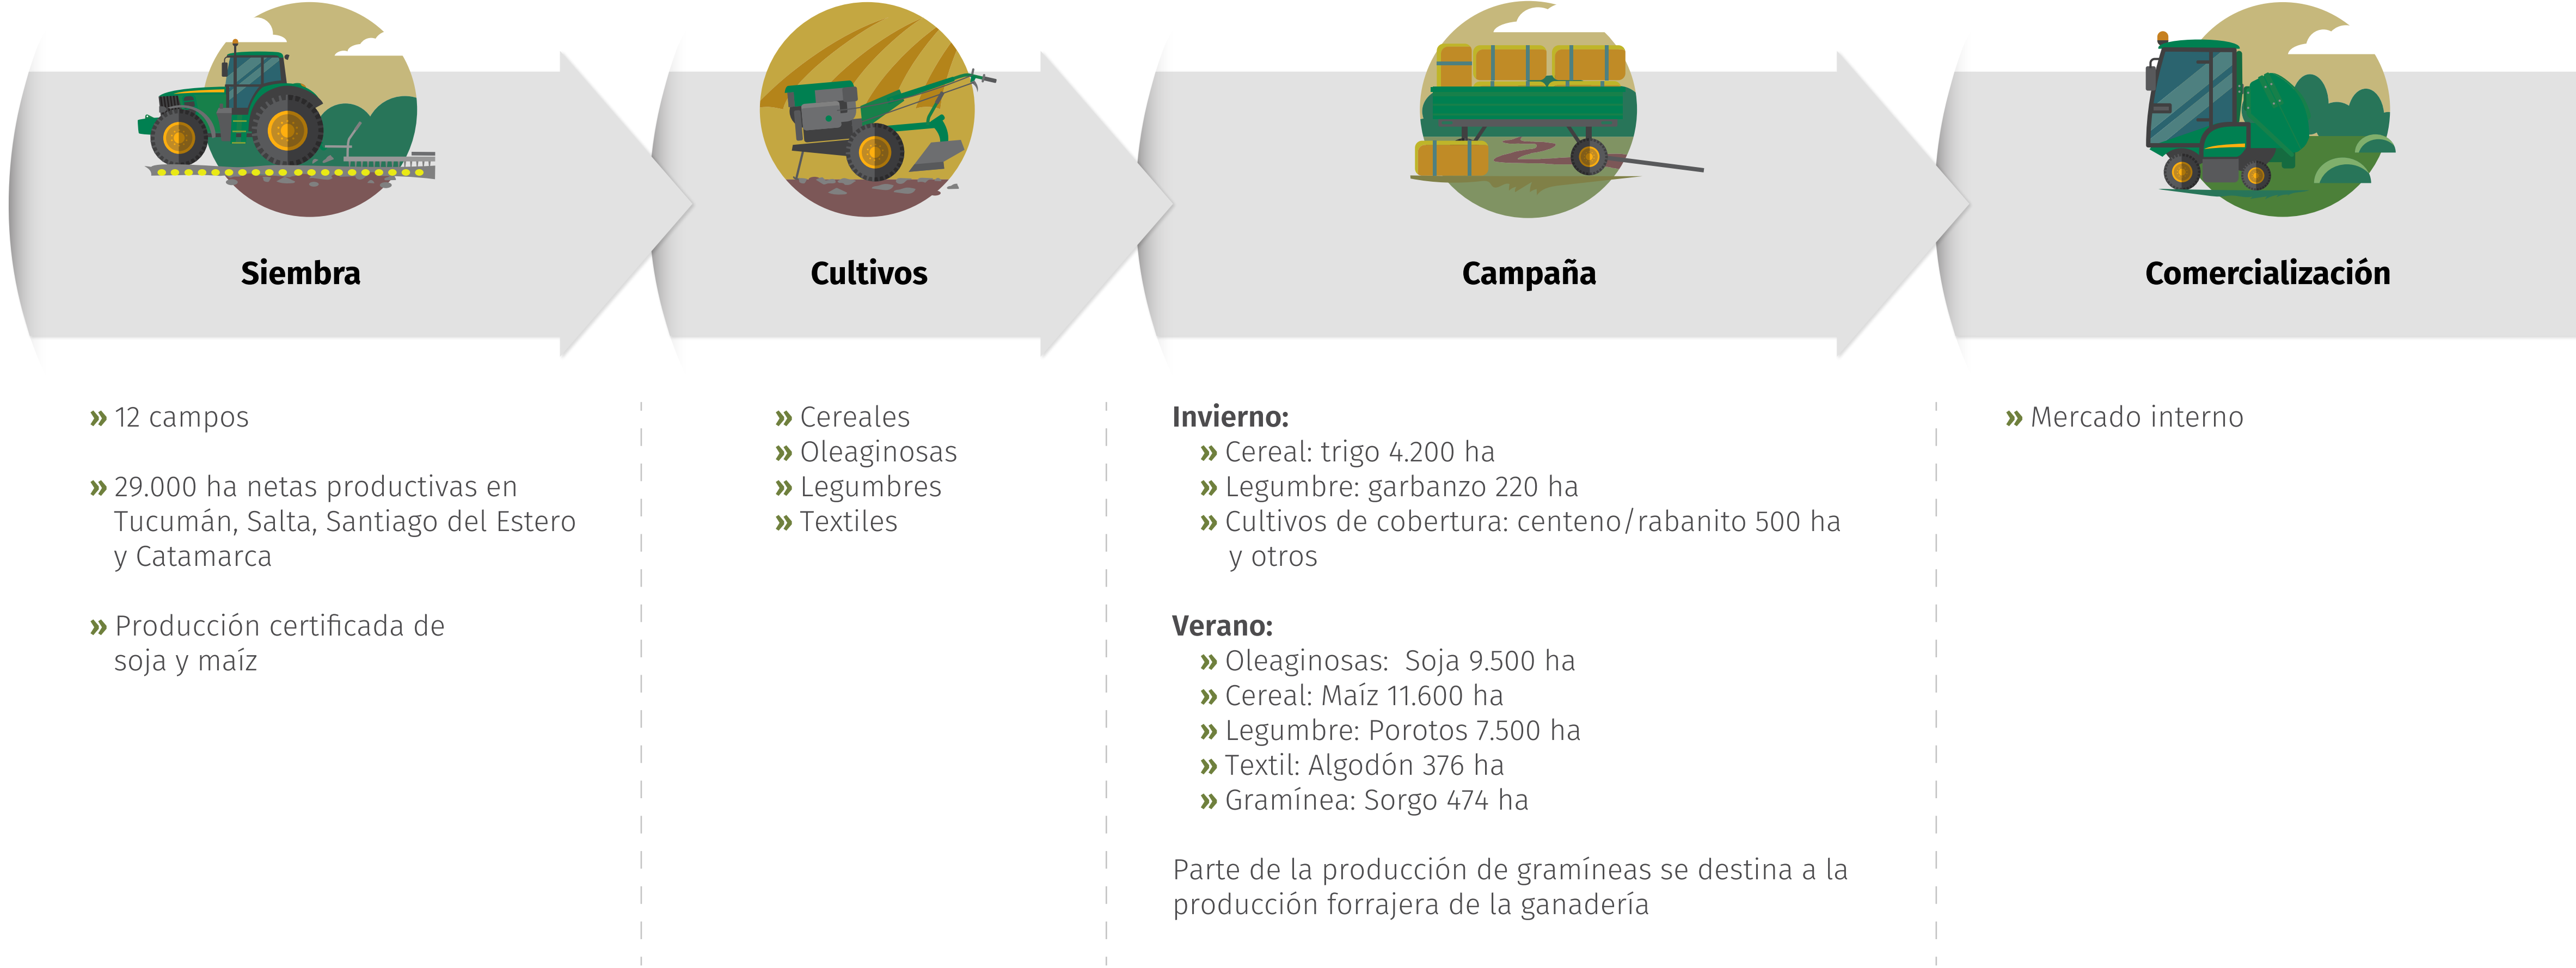 Siembra
Cultivos
Campaña
Comercialización
» 12 campos
» 29.000 ha netas productivas en
Tucumán, Salta, Santiago del Estero
y Catamarca
» Producción certificada de
soja y maíz
» Cereales
» Oleaginosas
» Legumbres
» Textiles
Invierno:
» Cereal: trigo 4.200 ha
» Legumbre: garbanzo 220 ha
» Cultivos de cobertura: centeno/rabanito 500 ha
y otros
Verano:
» Oleaginosas: Soja 9.500 ha
» Cereal: Maíz 11.600 ha
» Legumbre: Porotos 7.500 ha
» Textil: Algodón 376 ha
» Gramínea: Sorgo 474 ha
Parte de la producción de gramíneas se destina a la
producción forrajera de la ganadería
» Mercado interno